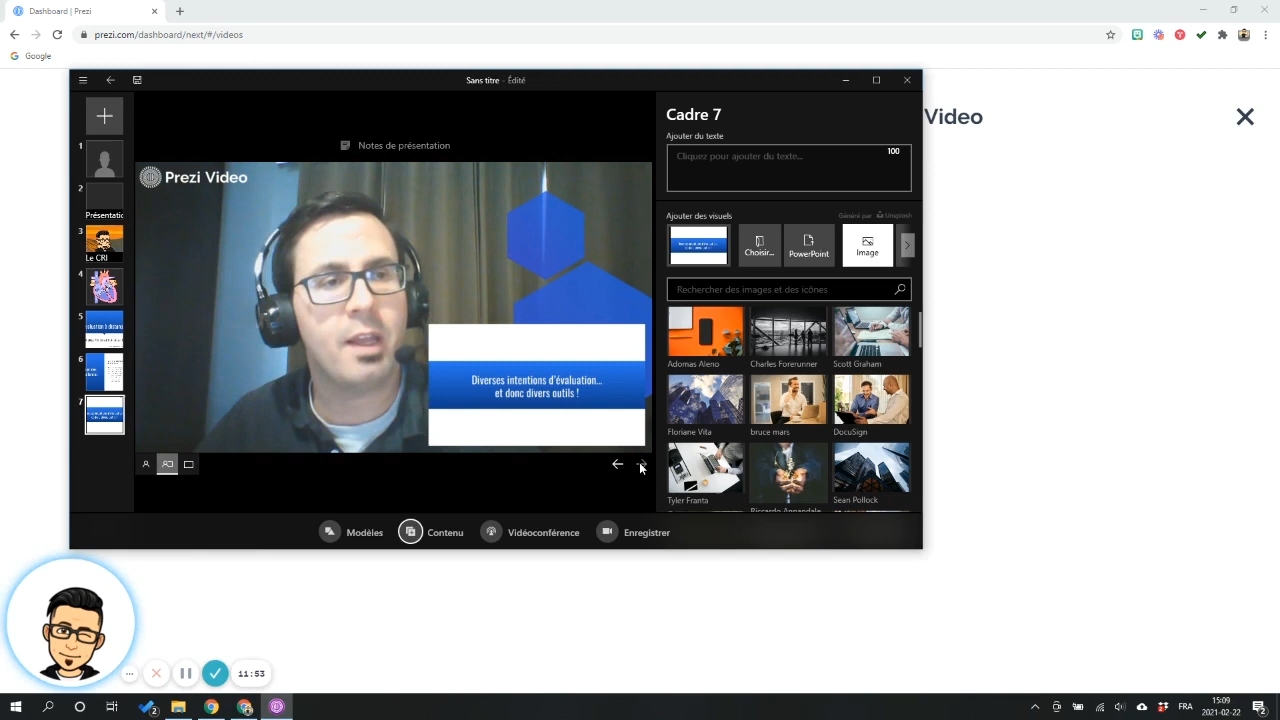 Dashboard | Prezi
prezi.com/dashboard/next/#/videos
Google
Sans titre - Édité
Video
1
2
Présentatic
3
Le CRI
4
5
6
7
Notes de présentation
Prezi Video
Diverses intentions d'évaluation...
et donc divers outils !
Cadre 7
Ajouter du texte
Cliquez pour ajouter du texte...
100
Ajouter des visuels
Généré par Unsplash
Choisir...
PowerPoint
Image
Rechercher des images et des icônes
Adomas Aleno
Charles Forerunner
Scott Graham
Floriane Vita
bruce mars
DocuSign
Tyler Franta
Riccardo Annandale
Sean Pollock
Modèles
Contenu
Vidéoconférence
Enregistrer
11:53
2
FRA
15:09
2021-02-22
2